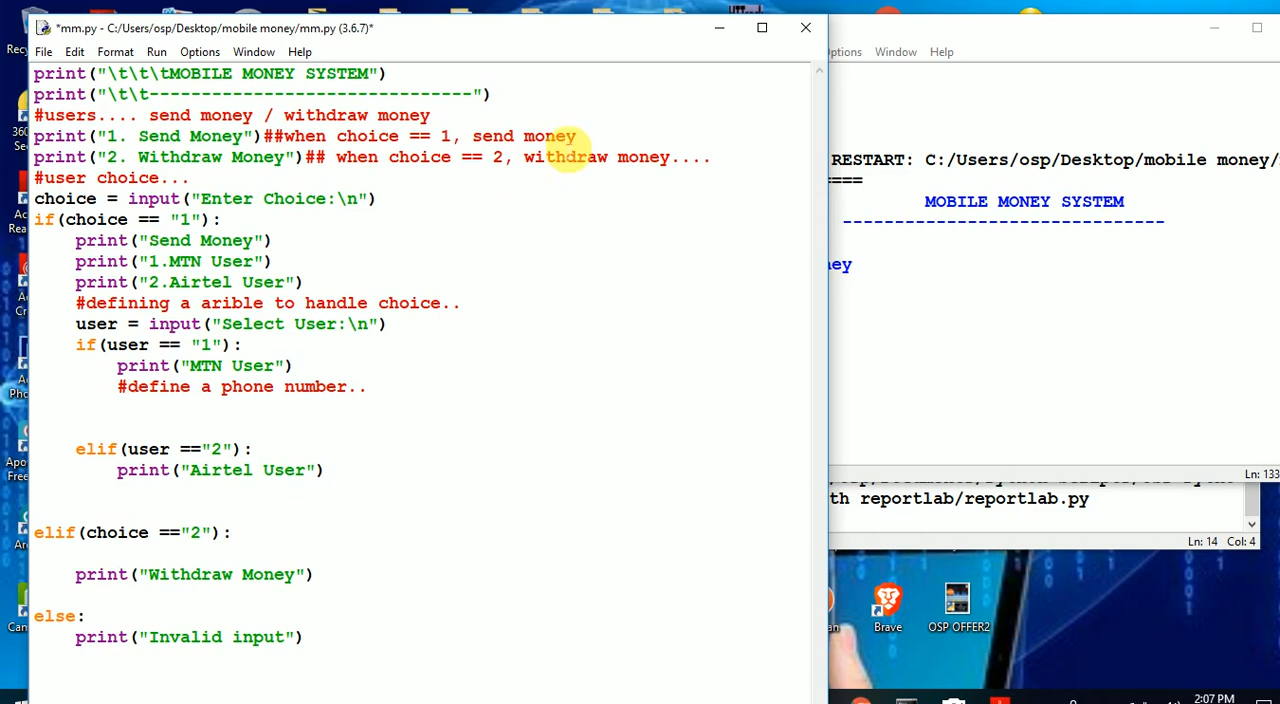 *mm.py - C:/Users/osp/Desktop/mobile money/mm.py (3.6.7)*
File Edit Format Run Options Window Help
print("\t\t\tMOBILE MONEY SYSTEM")
print("\t\t-------------------------------")
#users.... send money / withdraw money
print("1. Send Money")##when choice == 1, send money
print("2. Withdraw Money")## when choice == 2, withdraw money....
#user choice...
choice = input("Enter Choice:\n")
if(choice == "1"):
    print("Send Money")
    print("1.MTN User")
    print("2.Airtel User")
    #defining a arible to handle choice..
    user = input("Select User:\n")
    if(user == "1"):
        print("MTN User")
        #define a phone number..
    elif(user =="2"):
        print("Airtel User")
elif(choice =="2"):
    print("Withdraw Money")
else:
    print("Invalid input")
Window Help
RESTART: C:/Users/osp/Desktop/mobile money/
====
MOBILE MONEY SYSTEM
-------------------------------
Ln: 133
reportlab/reportlab.py
Ln: 14 Col: 4
Brave
OSP OFFER2
2:07 PM